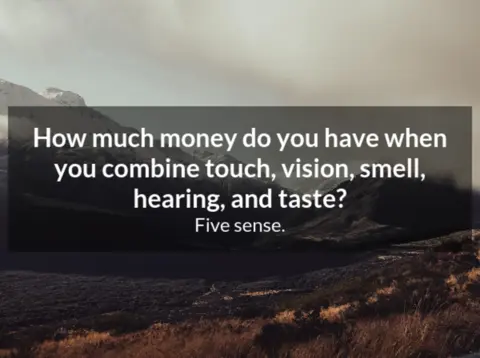 How much money do you have when
you combine touch, vision, smell,
hearing, and taste?
Five sense.